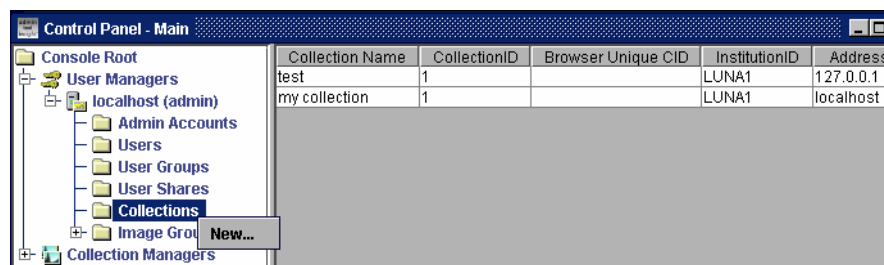 Control Panel - Main
Console Root
User Managers
localhost (admin)
Admin Accounts
Users
User Groups
User Shares
Collections
Image Grou
New...
Collection Managers
Collection Name CollectionID Browser Unique CID InstitutionID Address
test 1 LUNA1 127.0.0.1
my collection 1 LUNA1 localhost